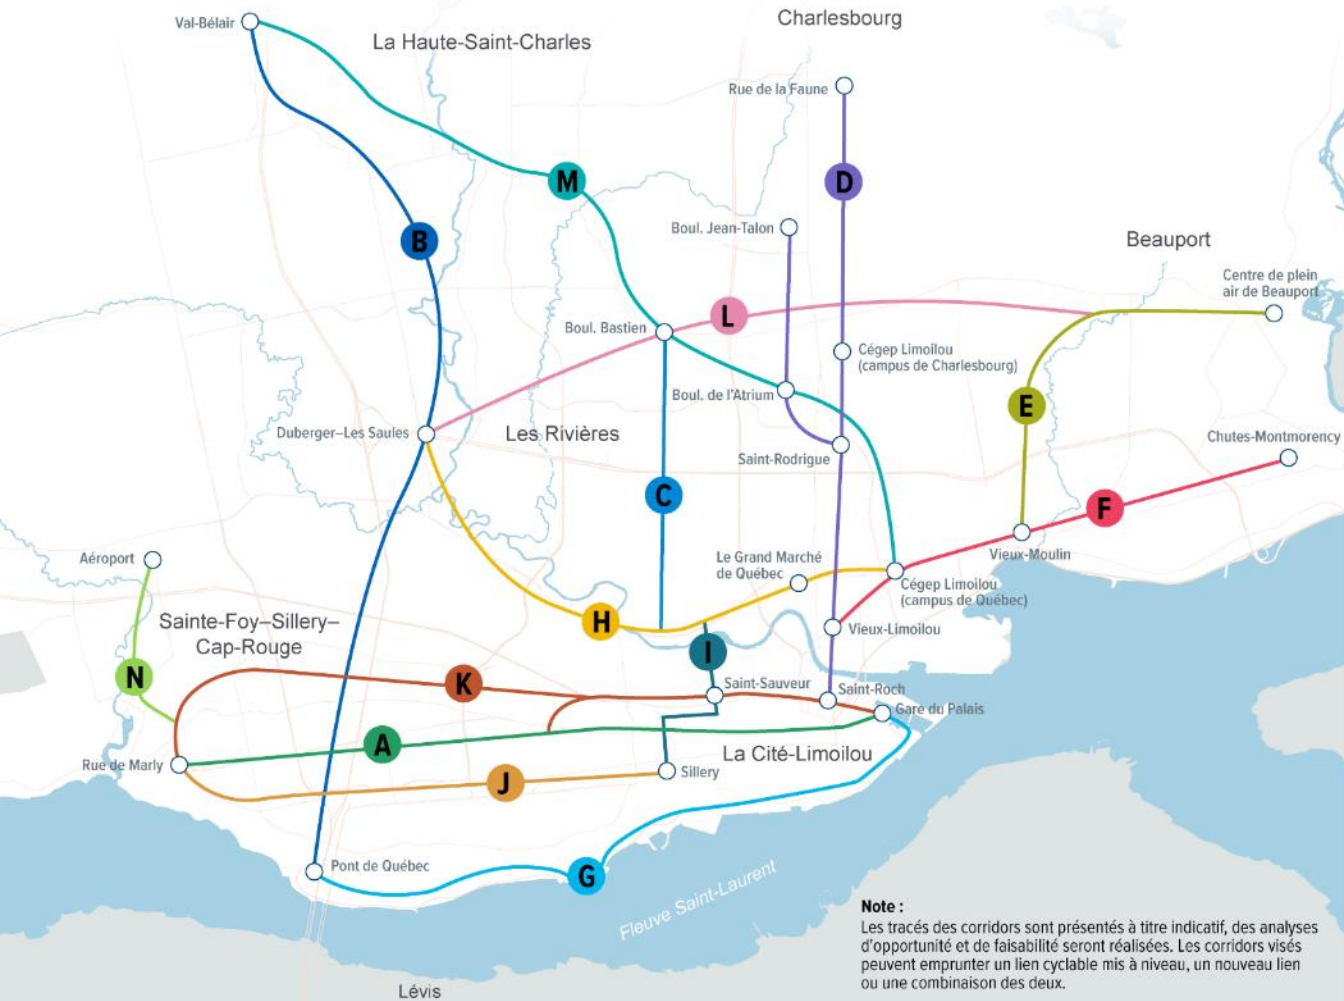 Charlesbourg
Val-Bélair
La Haute-Saint-Charles
Rue de la Faune
M
D
Boul. Jean-Talon
B
Beauport
Centre de plein
air de Beauport
L
Boul. Bastien
Cégep Limoilou
(campus de Charlesbourg)
Boul. de l'Atrium
E
Duberger–Les Saules
Les Rivières
Chutes-Montmorency
Saint-Rodrigue
C
F
Aéroport
Le Grand Marché
de Québec
Vieux-Moulin
Cégep Limoilou
(campus de Québec)
Sainte-Foy–Sillery–
Cap-Rouge
H
Vieux-Limoilou
I
N
K
Saint-Sauveur
Saint-Roch
Gare du Palais
A
La Cité-Limoilou
Rue de Marly
J
Sillery
Pont de Québec
G
Fleuve Saint-Laurent
Note :
Les tracés des corridors sont présentés à titre indicatif, des analyses
d'opportunité et de faisabilité seront réalisées. Les corridors visés
peuvent emprunter un lien cyclable mis à niveau, un nouveau lien
ou une combinaison des deux.
Lévis